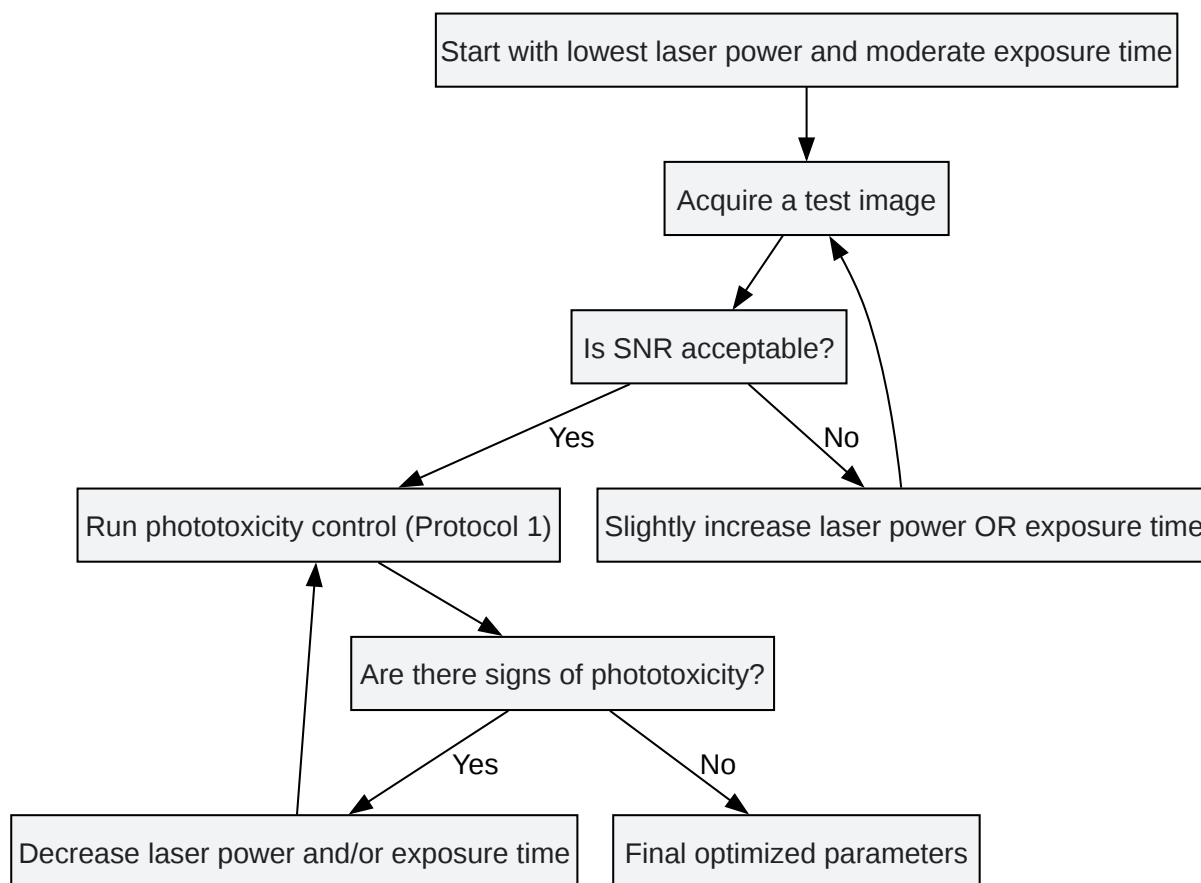 Start with lowest laser power and moderate exposure time
Acquire a test image
Is SNR acceptable?
Yes
No
Run phototoxicity control (Protocol 1)
Slightly increase laser power OR exposure time
Are there signs of phototoxicity?
Yes
No
Decrease laser power and/or exposure time
Final optimized parameters